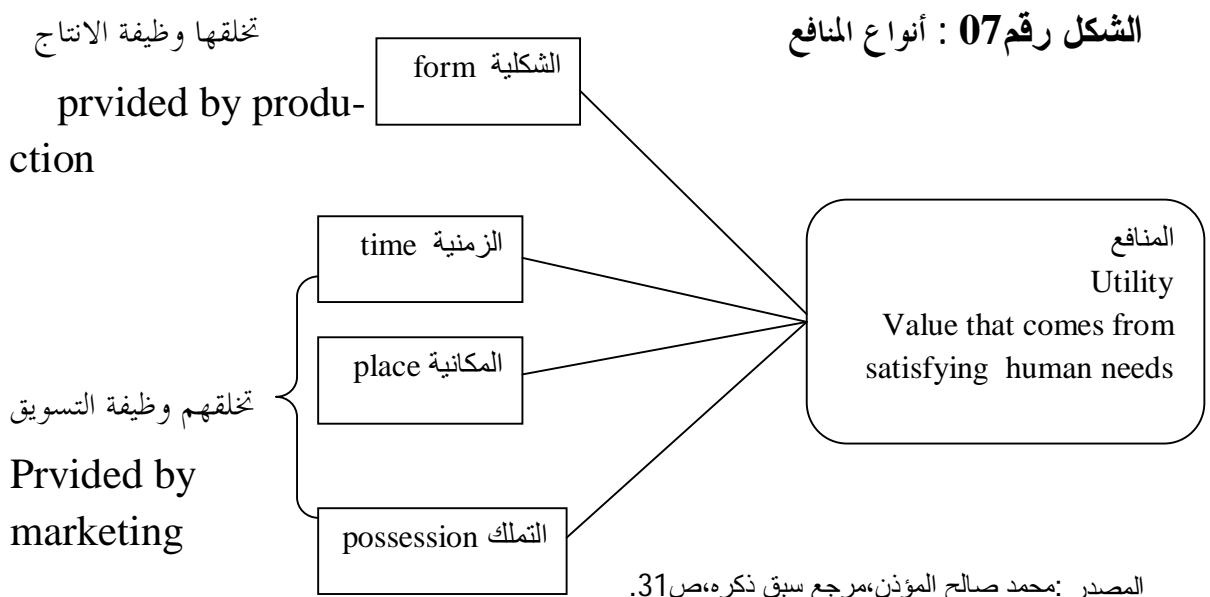 الشكل رقم07 : أنواع المنافع
تخلقها وظيفة الانتاج
prvided by produ-
ction
الشكلية form
المنافع
Utility
Value that comes from
satisfying human needs
الزمنية time
المكانية place
التملك possession
تخلقهم وظيفة التسويق
Prvided by
marketing
المصدر :محمد صالح المؤذن،مرجع سبق ذكره،ص31.